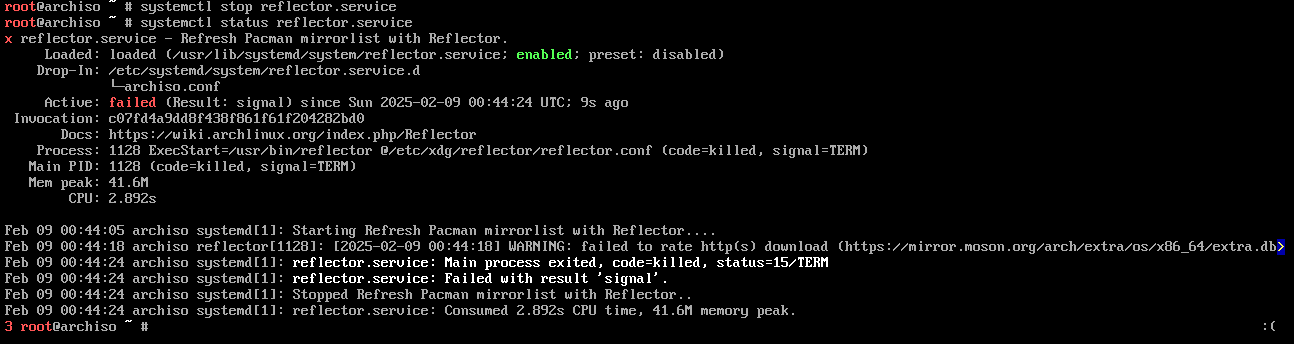 root@archiso ~ # systemctl stop reflector.service
root@archiso ~ # systemctl status reflector.service
x reflector.service - Refresh Pacman mirrorlist with Reflector.
     Loaded: loaded (/usr/lib/systemd/system/reflector.service; enabled; preset: disabled)
    Drop-In: /etc/systemd/system/reflector.service.d
             └─archiso.conf
     Active: failed (Result: signal) since Sun 2025-02-09 00:44:24 UTC; 9s ago
 Invocation: c07fd4a9dd8f438f861f61f204282bd0
       Docs: https://wiki.archlinux.org/index.php/Reflector
    Process: 1128 ExecStart=/usr/bin/reflector @/etc/xdg/reflector/reflector.conf (code=killed, signal=TERM)
   Main PID: 1128 (code=killed, signal=TERM)
   Mem peak: 41.6M
        CPU: 2.892s

Feb 09 00:44:05 archiso systemd[1]: Starting Refresh Pacman mirrorlist with Reflector....
Feb 09 00:44:18 archiso reflector[1128]: [2025-02-09 00:44:18] WARNING: failed to rate http(s) download (https://mirror.moson.org/arch/extra/os/x86_64/extra.db>
Feb 09 00:44:24 archiso systemd[1]: reflector.service: Main process exited, code=killed, status=15/TERM
Feb 09 00:44:24 archiso systemd[1]: reflector.service: Failed with result 'signal'.
Feb 09 00:44:24 archiso systemd[1]: Stopped Refresh Pacman mirrorlist with Reflector..
Feb 09 00:44:24 archiso systemd[1]: reflector.service: Consumed 2.892s CPU time, 41.6M memory peak.
3 root@archiso ~ # :(